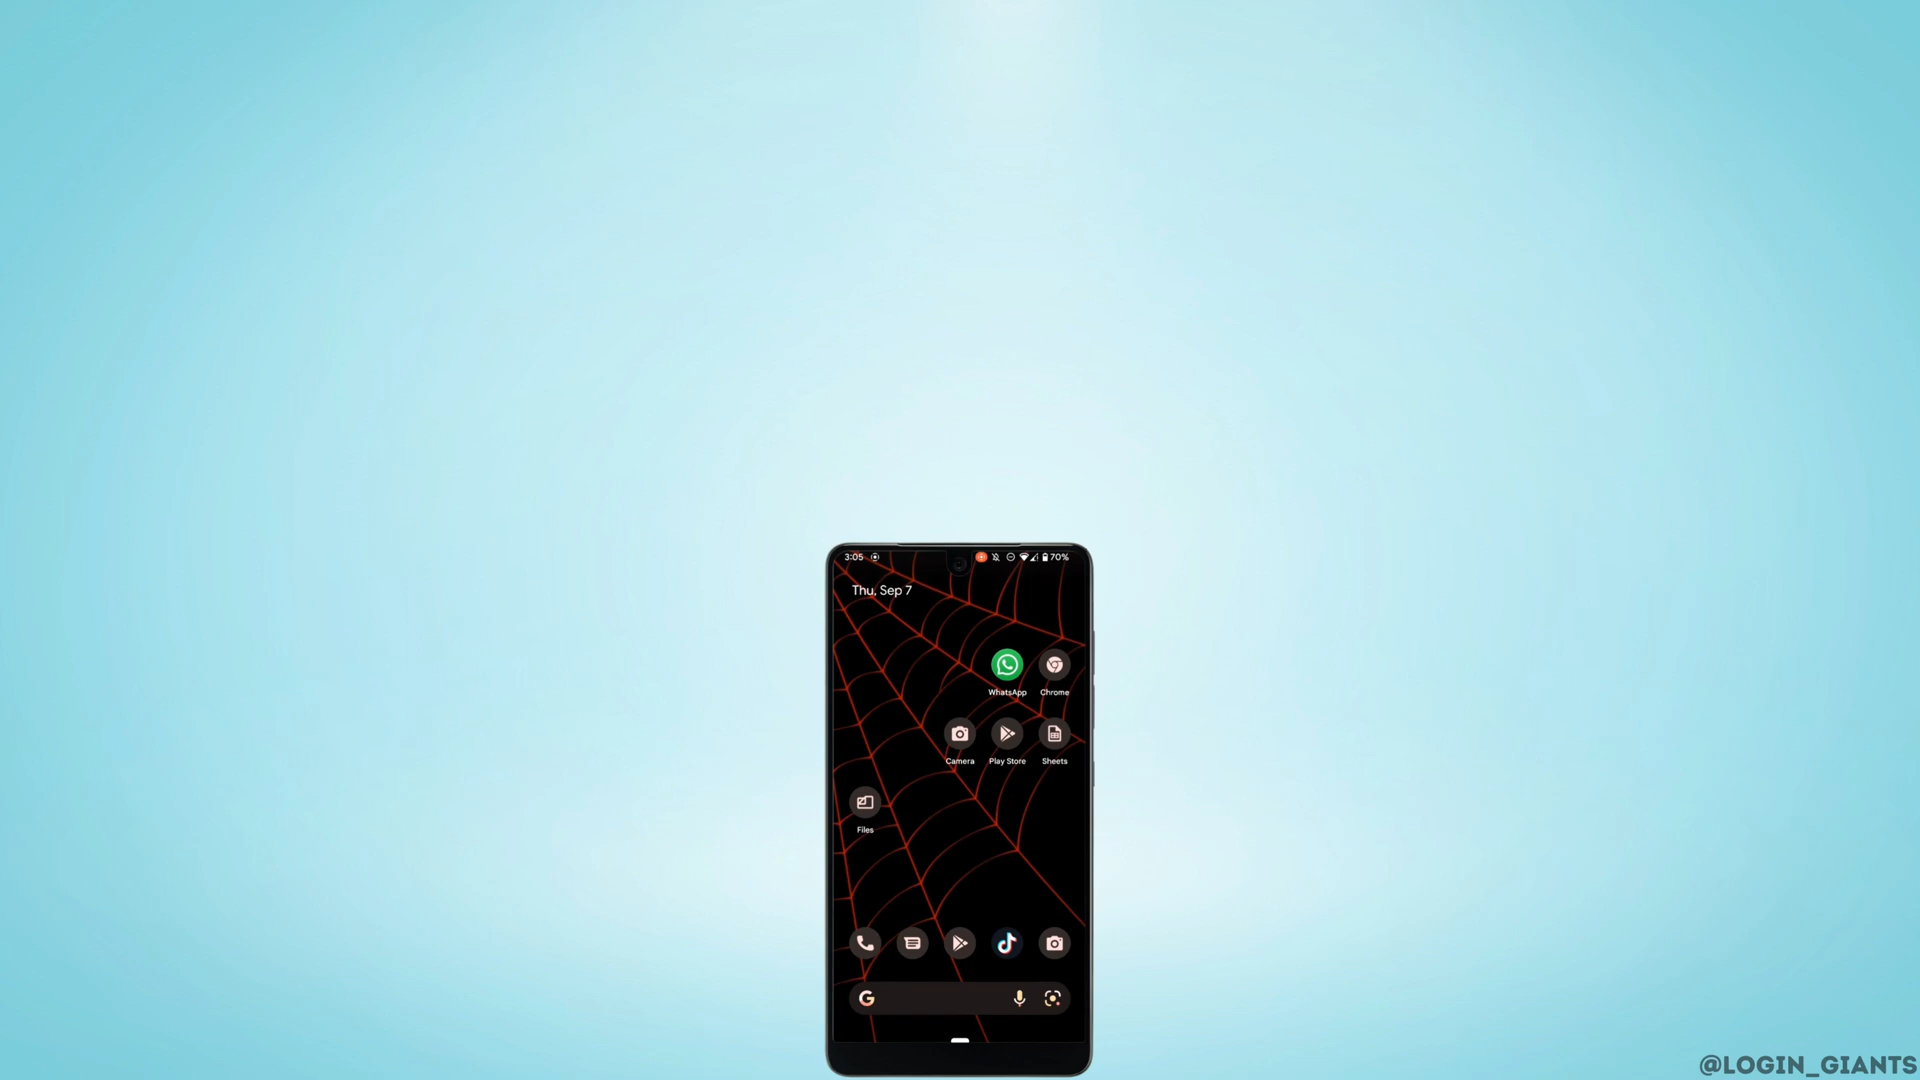 3:05 70%
Thu, Sep 7
WhatsApp Chrome
Camera Play Store Sheets
Files
G
@LOGIN_GIANTS